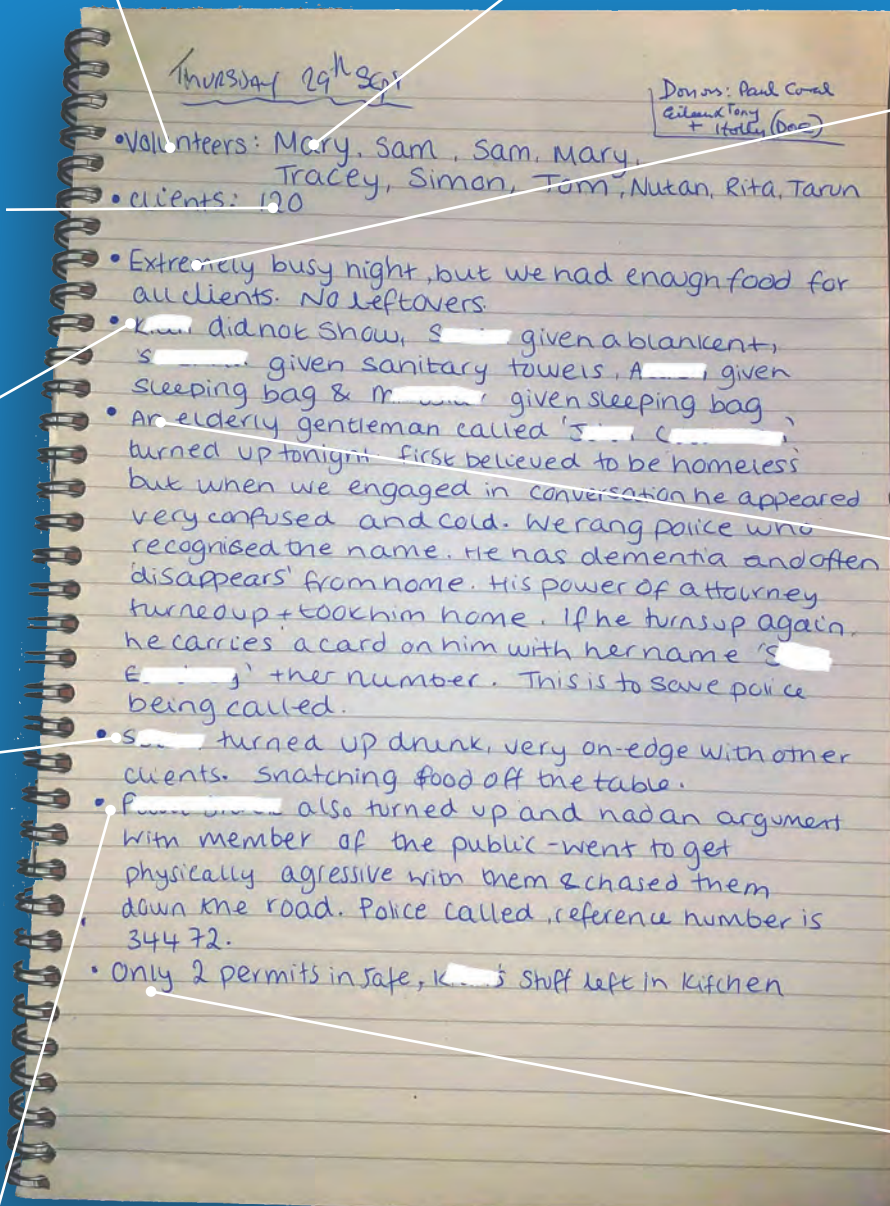 Thursday 29th Sept
Donors: Paul Coral
Eileen & Tony
+ Holly (Dog)
• Volunteers: Mary, Sam, Sam, Mary,
Tracey, Simon, Tom, Nutan, Rita, Tarun
• clients: 120
• Extremely busy night, but we had enough food for
all clients. No leftovers.
• K did not show, S given a blankent,
S given sanitary towels, A given
sleeping bag & M given sleeping bag
• An elderly gentleman called 'J C'
turned up tonight first believed to be homeless
but when we engaged in conversation he appeared
very confused and cold. We rang police who
recognised the name. He has dementia and often
'disappears' from home. His power of attourney
turned up + took him home. If he turns up again,
he carries a card on him with her name 'S
E' + her number. This is to save police
being called.
• S turned up drunk, very on-edge with other
clients. Snatching food off the table.
• P also turned up and had an argument
with member of the public - went to get
physically agressive with them & chased them
down the road. Police called, reference number is
34472.
• Only 2 permits in safe, K's stuff left in kitchen